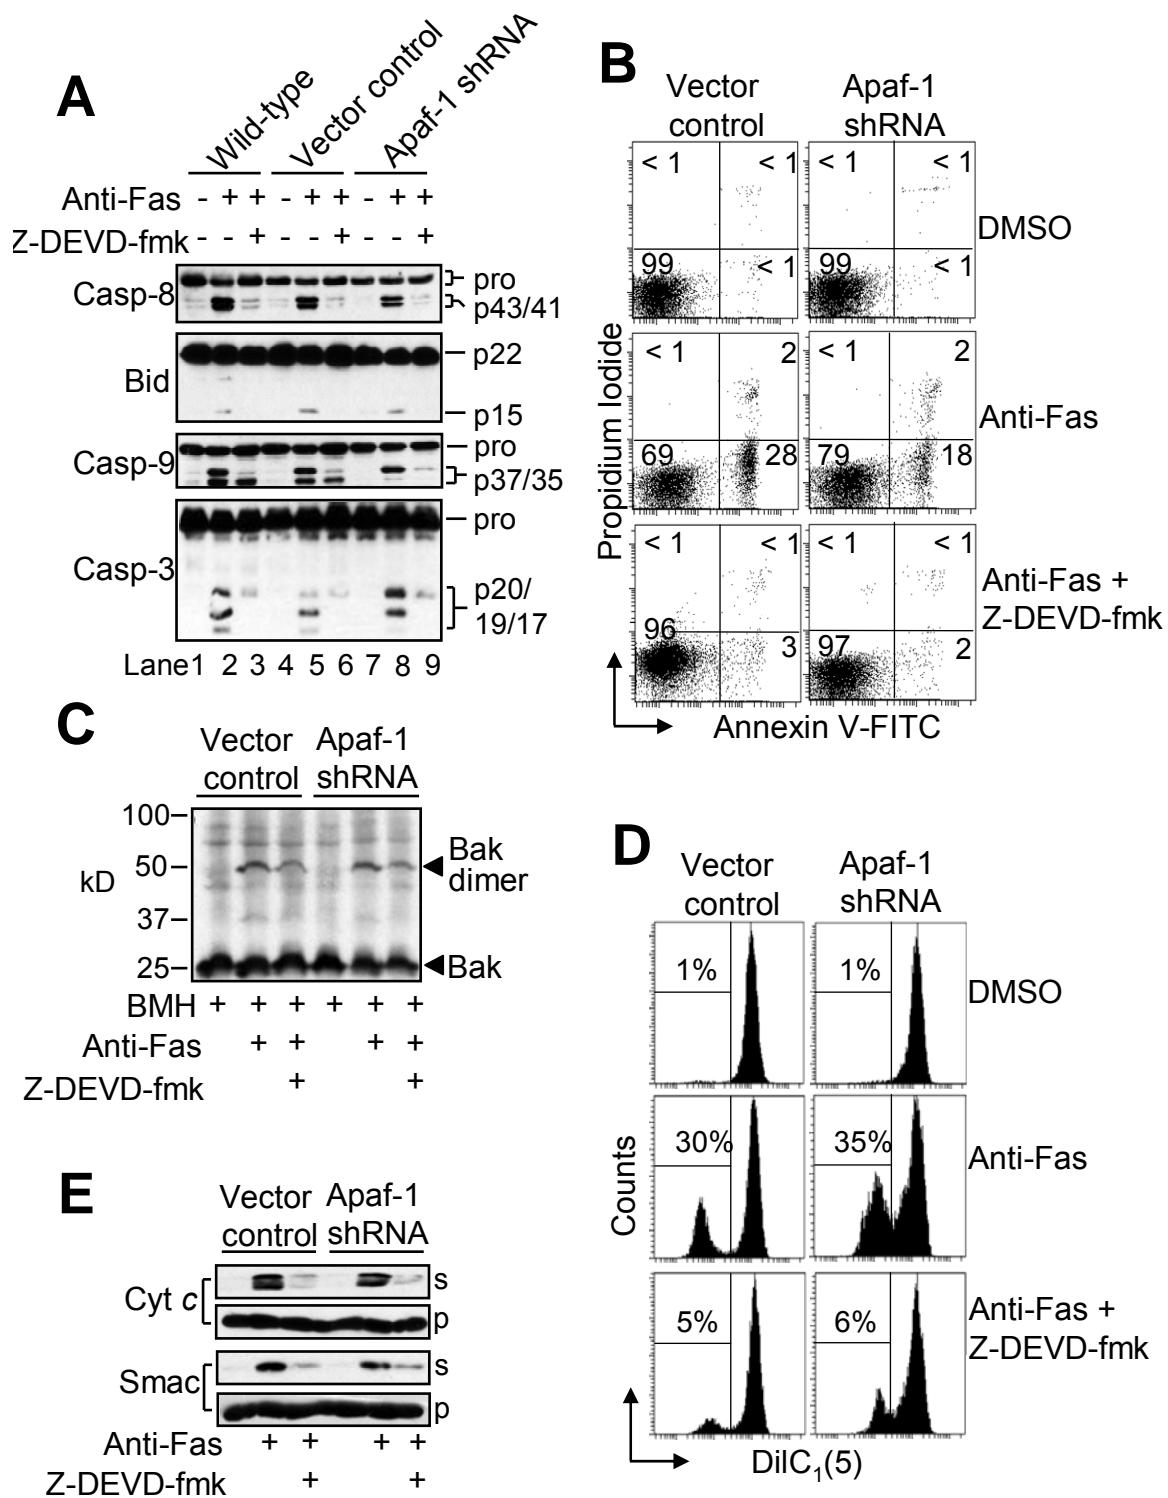 A
Wild-type
Vector control
Apaf-1 shRNA
Anti-Fas - + + - + + - + +
Z-DEVD-fmk - - + - - + - - +
Casp-8
pro
p43/41
Bid
p22
p15
Casp-9
pro
p37/35
Casp-3
pro
p20/
19/17
Lane1 2 3 4 5 6 7 8 9
B
Vector
control
Apaf-1
shRNA
< 1 < 1 < 1 < 1
99 < 1 99 < 1
DMSO
< 1 2 < 1 2
69 28 79 18
Anti-Fas
< 1 < 1 < 1 < 1
96 3 97 2
Anti-Fas +
Z-DEVD-fmk
Propidium Iodide
Annexin V-FITC
C
Vector
control
Apaf-1
shRNA
kD
100
50
37
25
Bak
dimer
Bak
BMH + + + + + +
Anti-Fas + + + +
Z-DEVD-fmk + +
D
Vector
control
Apaf-1
shRNA
1% 1%
DMSO
30% 35%
Anti-Fas
5% 6%
Anti-Fas +
Z-DEVD-fmk
Counts
DiIC1(5)
E
Vector
control
Apaf-1
shRNA
Cyt c
s
p
Smac
s
p
Anti-Fas + + + +
Z-DEVD-fmk + +